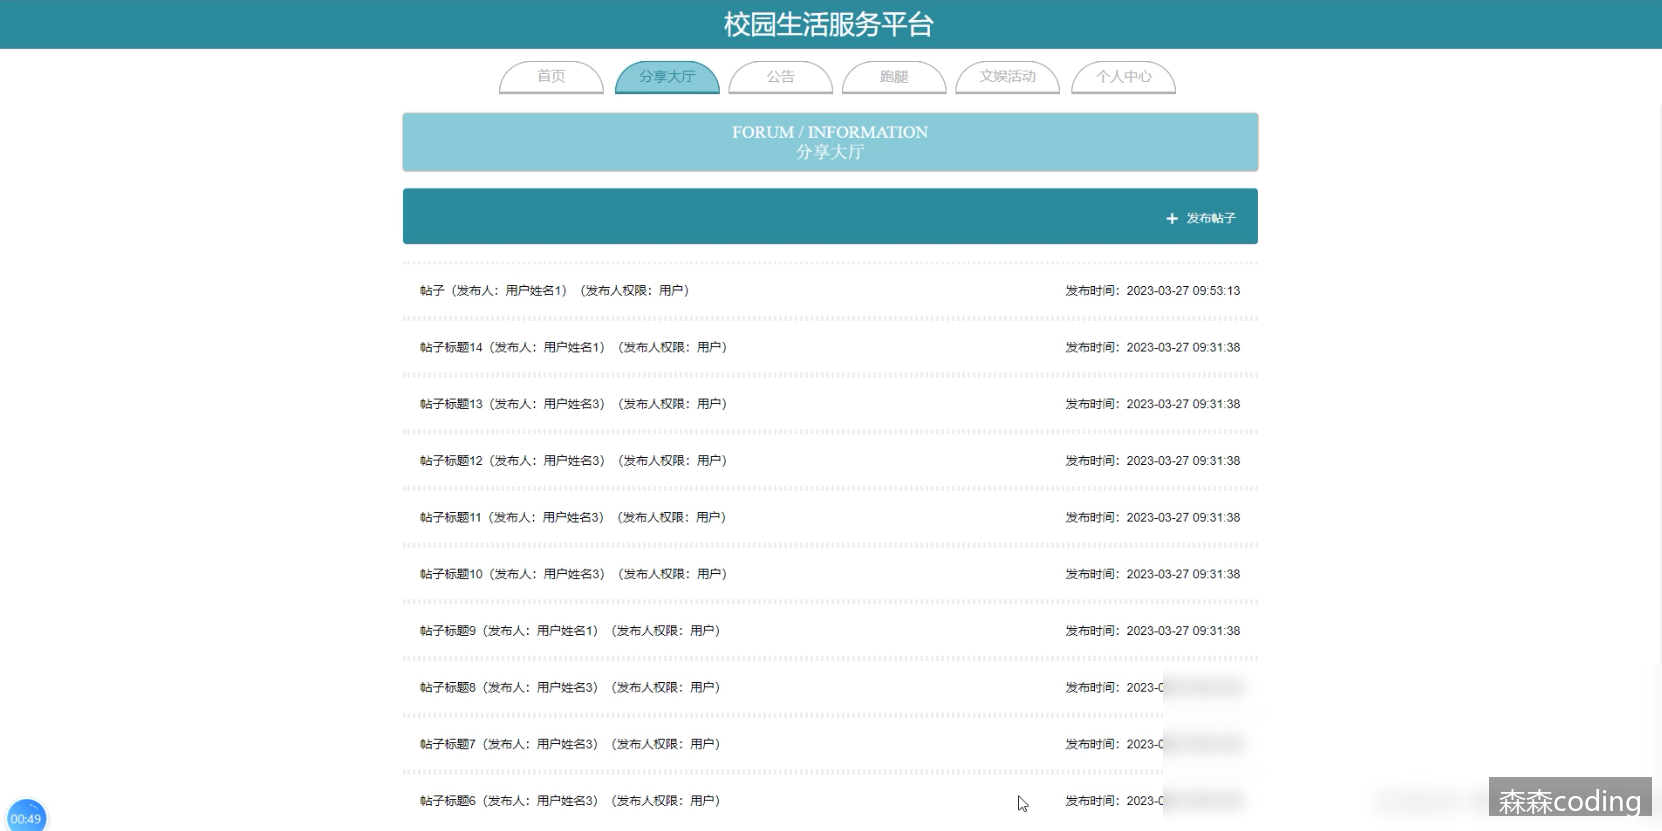 校园生活服务平台
首页 分享大厅 公告 跑腿 文娱活动 个人中心
FORUM / INFORMATION
分享大厅
+ 发布帖子
帖子（发布人：用户姓名1）（发布人权限：用户） 发布时间：2023-03-27 09:53:13
帖子标题14（发布人：用户姓名1）（发布人权限：用户） 发布时间：2023-03-27 09:31:38
帖子标题13（发布人：用户姓名3）（发布人权限：用户） 发布时间：2023-03-27 09:31:38
帖子标题12（发布人：用户姓名3）（发布人权限：用户） 发布时间：2023-03-27 09:31:38
帖子标题11（发布人：用户姓名3）（发布人权限：用户） 发布时间：2023-03-27 09:31:38
帖子标题10（发布人：用户姓名3）（发布人权限：用户） 发布时间：2023-03-27 09:31:38
帖子标题9（发布人：用户姓名1）（发布人权限：用户） 发布时间：2023-03-27 09:31:38
帖子标题8（发布人：用户姓名3）（发布人权限：用户） 发布时间：2023-0
帖子标题7（发布人：用户姓名3）（发布人权限：用户） 发布时间：2023-0
帖子标题6（发布人：用户姓名3）（发布人权限：用户） 发布时间：2023-0
森森coding
00:49